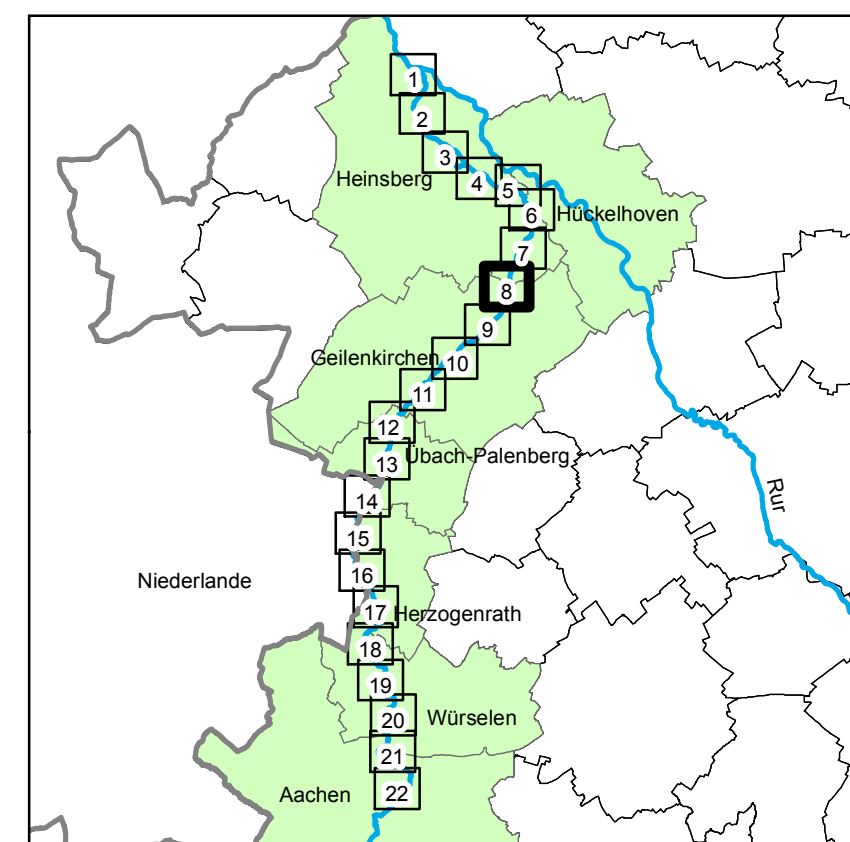 1
2
3
Heinsberg
4
5
6
Hückelhoven
7
8
9
Geilenkirchen
10
11
12
13
Übach-Palenberg
14
Rur
15
16
Niederlande
17
Herzogenrath
18
19
20
Würselen
21
22
Aachen